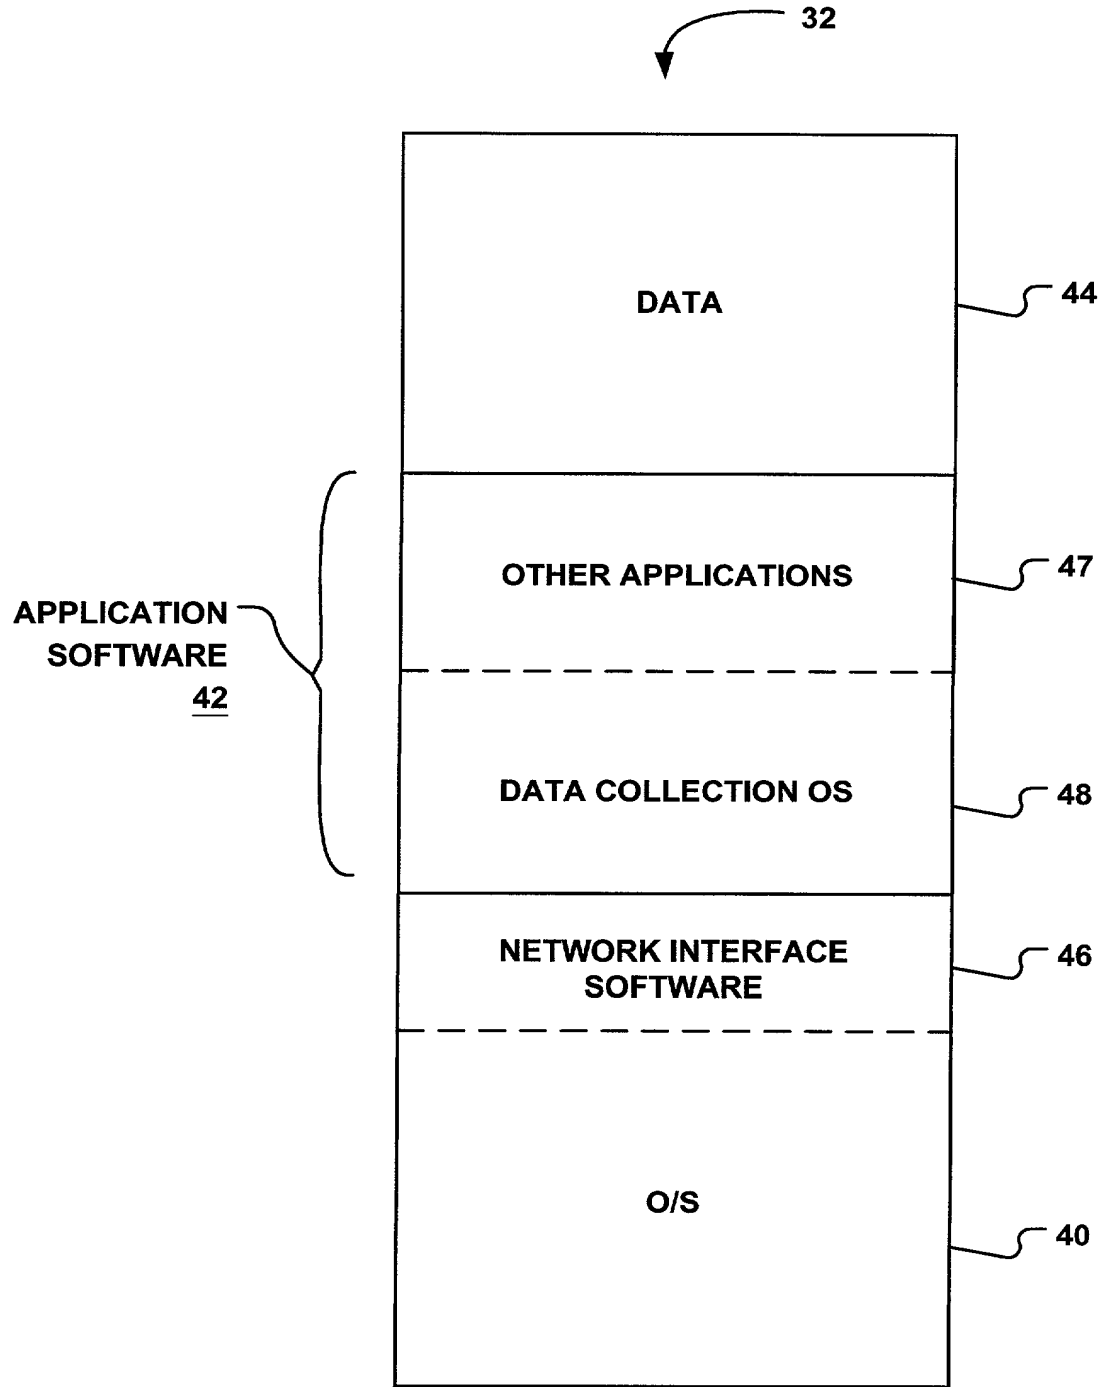 32
DATA
44
OTHER APPLICATIONS
47
APPLICATION
SOFTWARE
42
DATA COLLECTION OS
48
NETWORK INTERFACE
SOFTWARE
46
O/S
40